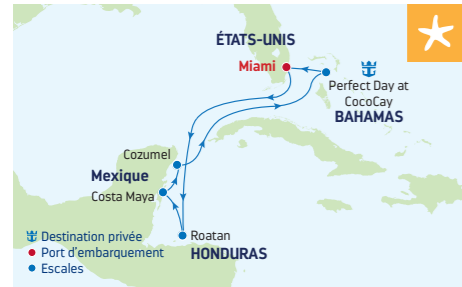 ÉTATS-UNIS
Miami
Perfect Day at
CocoCay
BAHAMAS
Cozumel
Mexique
Costa Maya
Roatan
HONDURAS
Destination privée
Port d'embarquement
Escales